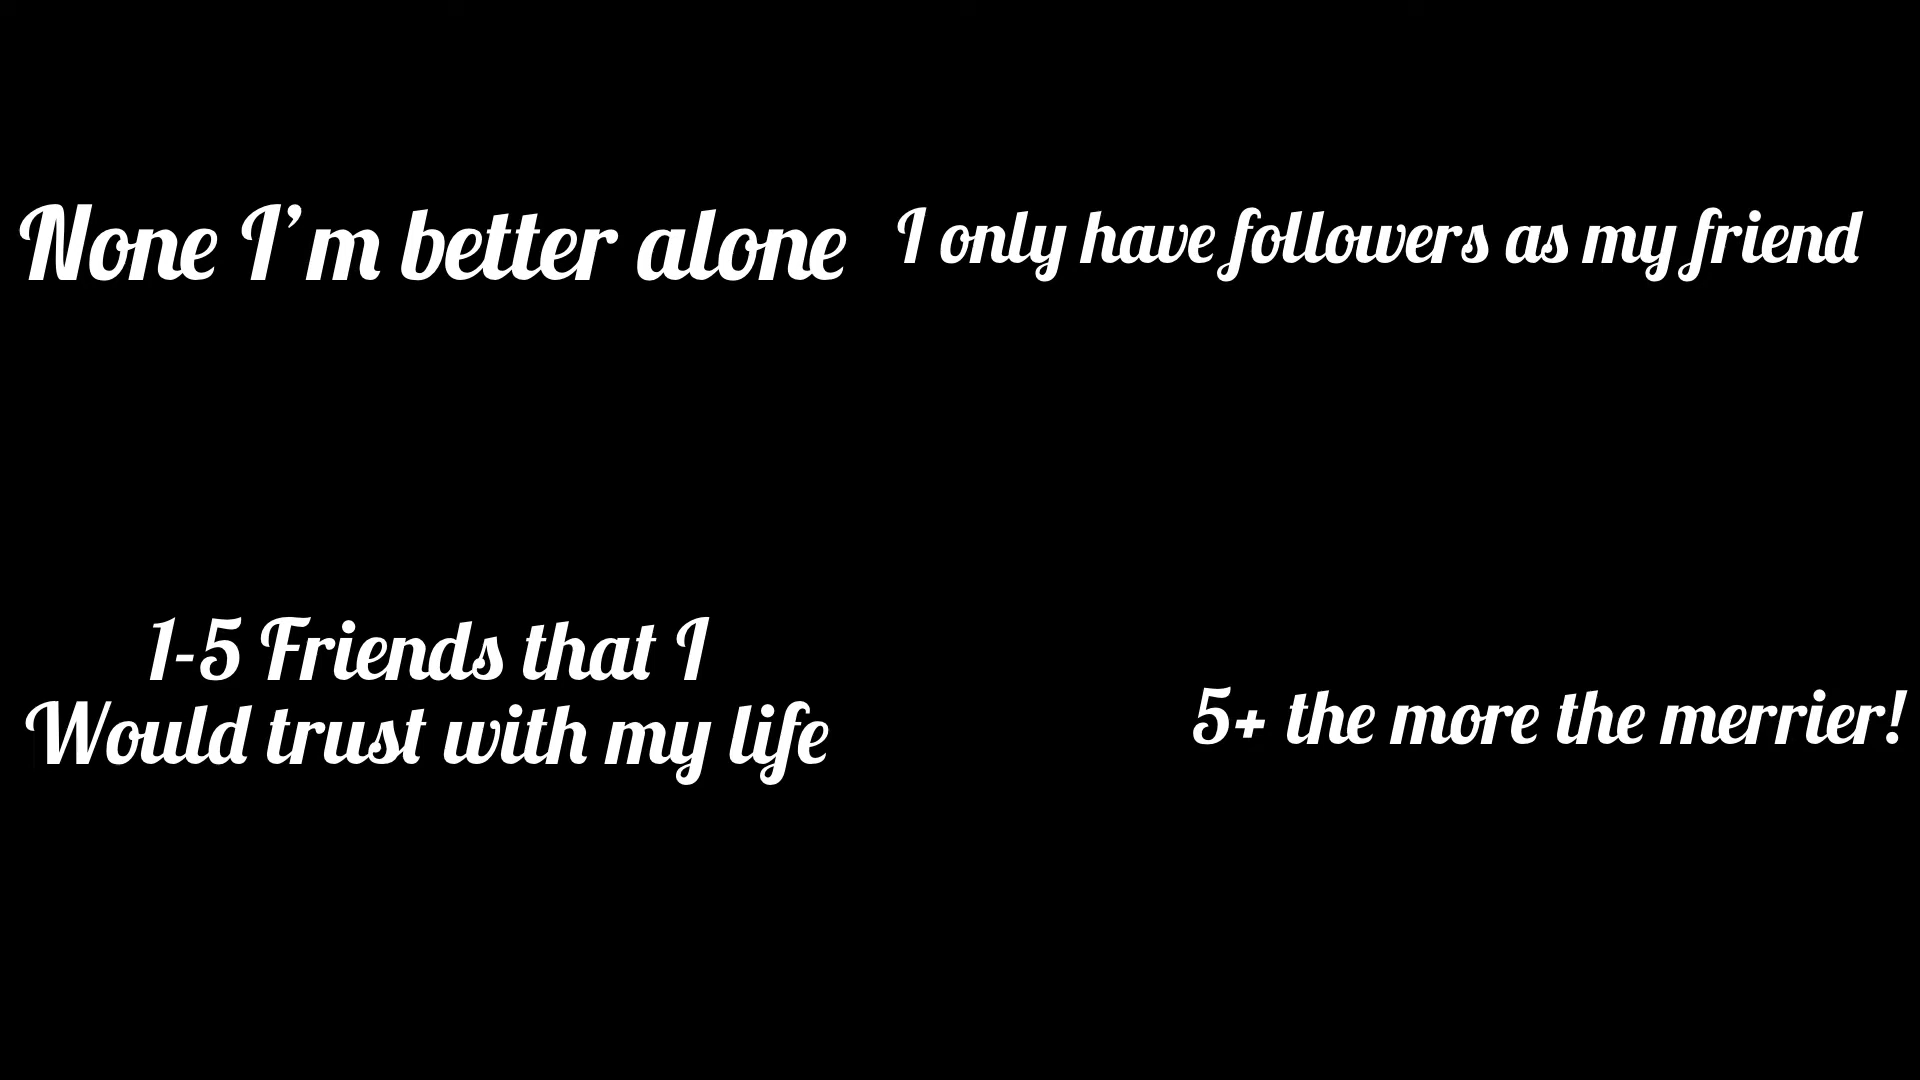 None I'm better alone
I only have followers as my friend
1-5 Friends that I
Would trust with my life
5+ the more the merrier!